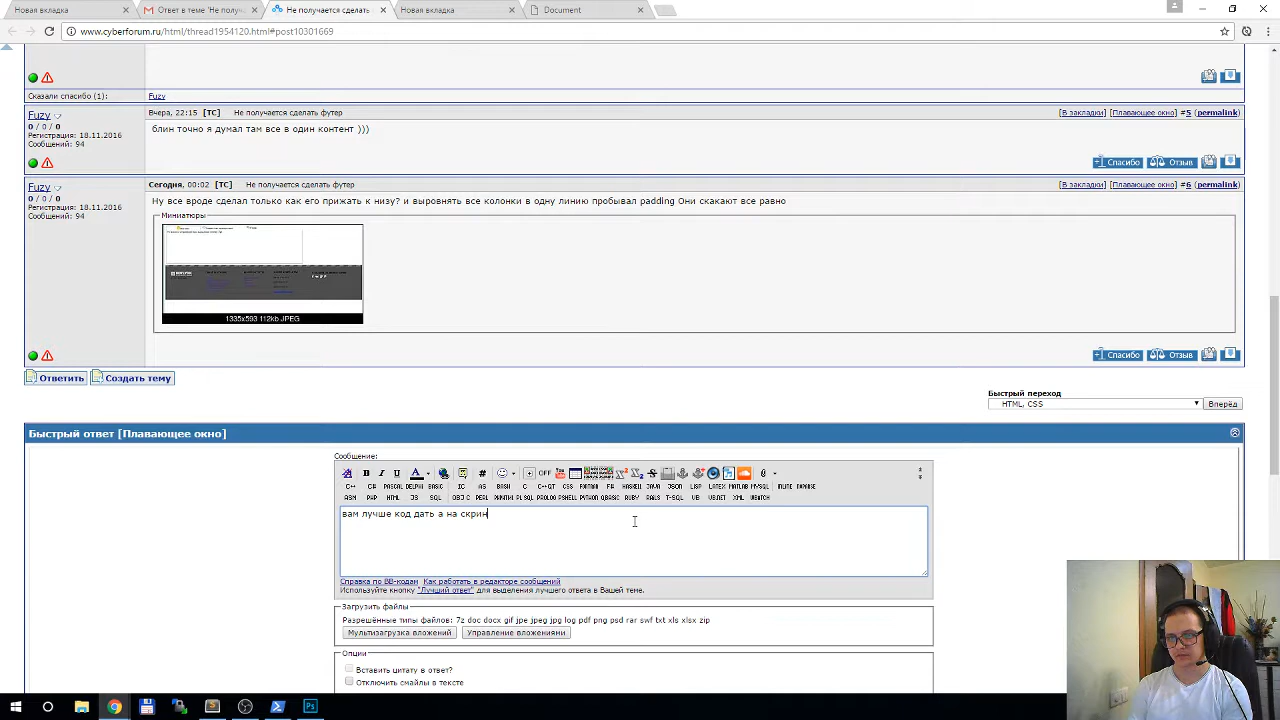 Новая вкладка
Ответ в теме "Не получ
Не получается сделать
Новая вкладка
Document
www.cyberforum.ru/html/thread1954120.html#post10301669
Сказали спасибо (1):
Fuzy
Fuzy
0 / 0 / 0
Регистрация: 18.11.2016
Сообщений: 94
Вчера, 22:15 [ТС] Не получается сделать футер
[В закладки] [Плавающее окно] #5 (permalink)
блин точно я думал там все в один контент )))
Спасибо Отзыв
Fuzy
0 / 0 / 0
Регистрация: 18.11.2016
Сообщений: 94
Сегодня, 00:02 [ТС] Не получается сделать футер
[В закладки] [Плавающее окно] #6 (permalink)
Ну все вроде сделал только как его прижать к низу? и выровнять все колонки в одну линию пробывал padding Они скакают все равно
Миниатюры
1335x593 112kb JPEG
Спасибо Отзыв
Ответить Создать тему
Быстрый переход
HTML, CSS
Вперёд
Быстрый ответ [Плавающее окно]
Сообщение:
OFF
вам лучше код дать а на скрин
Справка по BB-кодам Как работать в редакторе сообщений
Используйте кнопку "Лучший ответ" для выделения лучшего ответа в Вашей теме.
Загрузить файлы
Разрешённые типы файлов: 7z doc docx gif jpe jpeg jpg log pdf png psd rar swf txt xls xlsx zip
Мультизагрузка вложений Управление вложениями
Опции
Вставить цитату в ответ?
Отключить смайлы в тексте